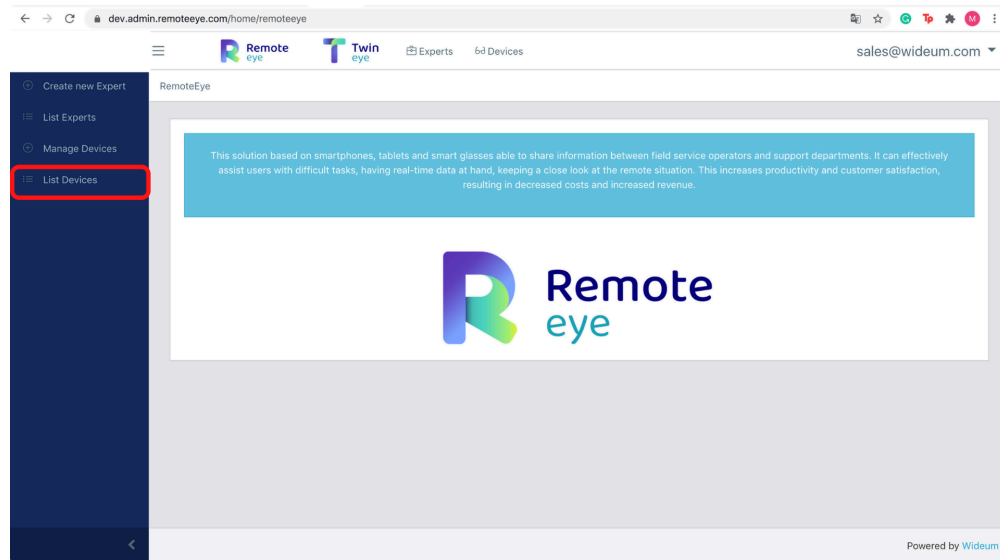 dev.admin.remoteeye.com/home/remoteeye
G
Tp
M
Remote
eye
Twin
eye
Experts
Devices
sales@wideum.com
Create new Expert
List Experts
Manage Devices
List Devices
RemoteEye
This solution based on smartphones, tablets and smart glasses able to share information between field service operators and support departments. It can effectively
assist users with difficult tasks, having real-time data at hand, keeping a close look at the remote situation. This increases productivity and customer satisfaction,
resulting in decreased costs and increased revenue.
Remote
eye
Powered by Wideum